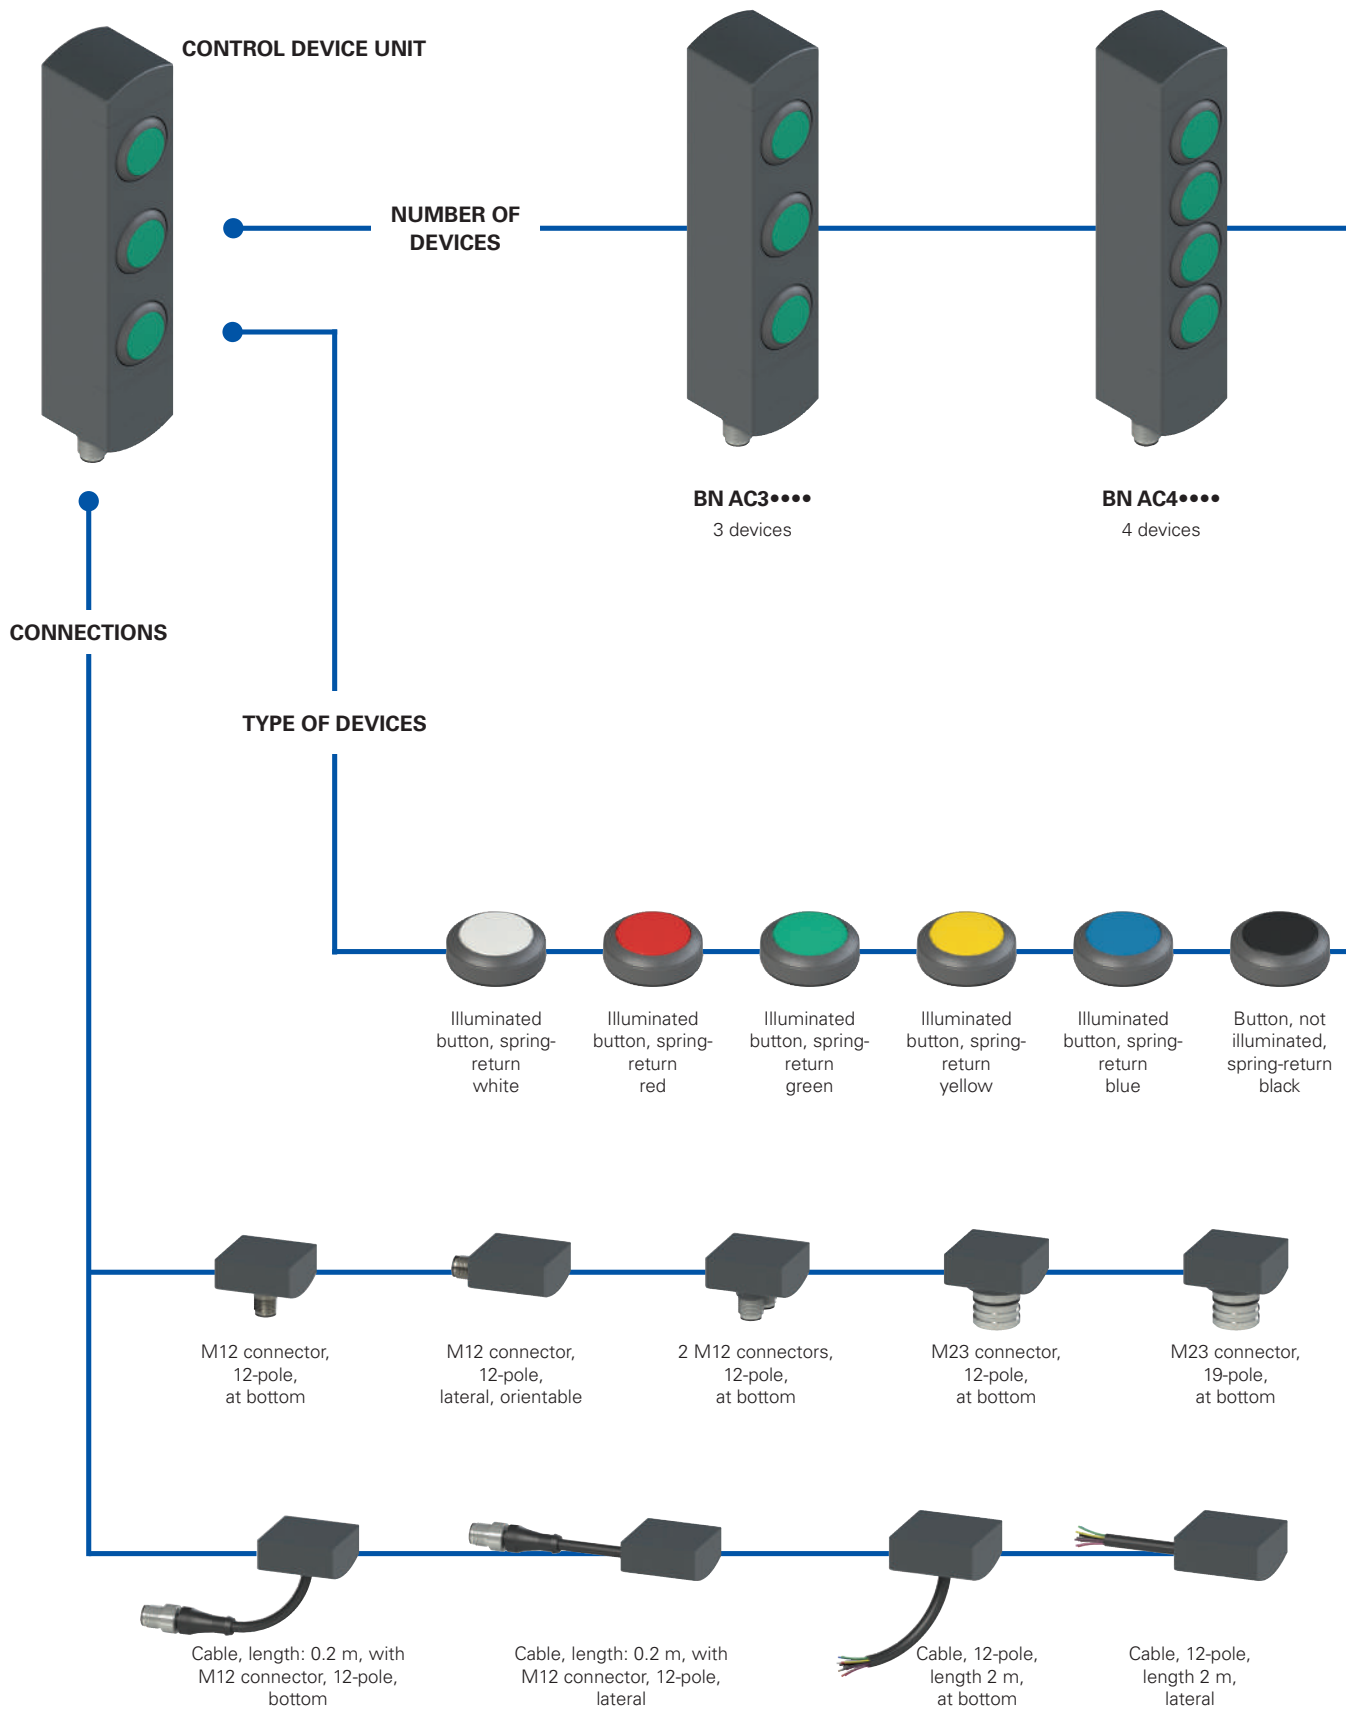 CONTROL DEVICE UNIT
NUMBER OF
DEVICES
BN AC3••••
3 devices
BN AC4••••
4 devices
CONNECTIONS
TYPE OF DEVICES
Illuminated
button, spring-
return
white
Illuminated
button, spring-
return
red
Illuminated
button, spring-
return
green
Illuminated
button, spring-
return
yellow
Illuminated
button, spring-
return
blue
Button, not
illuminated,
spring-return
black
M12 connector,
12-pole,
at bottom
M12 connector,
12-pole,
lateral, orientable
2 M12 connectors,
12-pole,
at bottom
M23 connector,
12-pole,
at bottom
M23 connector,
19-pole,
at bottom
Cable, length: 0.2 m, with
M12 connector, 12-pole,
bottom
Cable, length: 0.2 m, with
M12 connector, 12-pole,
lateral
Cable, 12-pole,
length 2 m,
at bottom
Cable, 12-pole,
length 2 m,
lateral